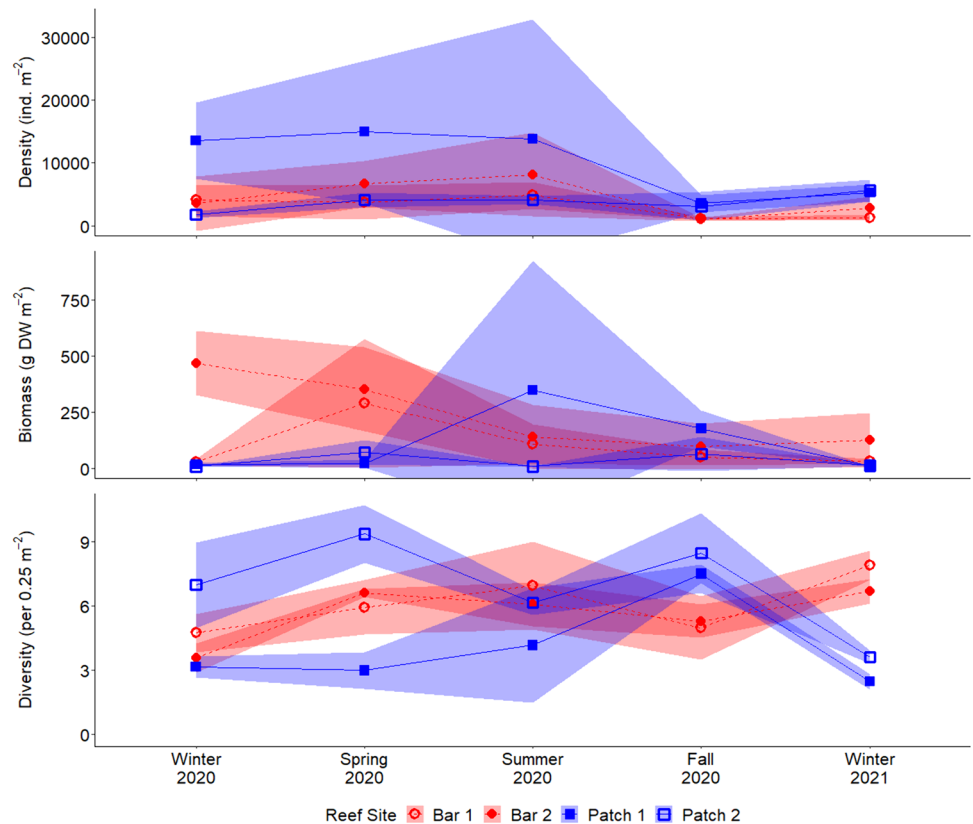 Density (ind. m⁻²)
30000
20000
10000
0
Biomass (g DW m⁻²)
750
500
250
0
Diversity (per 0.25 m⁻²)
9
6
3
0
Winter 2020
Spring 2020
Summer 2020
Fall 2020
Winter 2021
Reef Site Bar 1 Bar 2 Patch 1 Patch 2